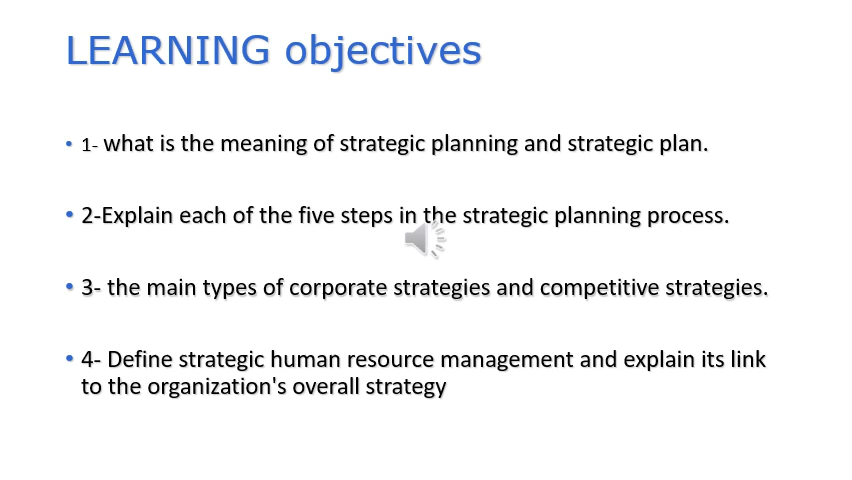 LEARNING objectives
• 1- what is the meaning of strategic planning and strategic plan.
• 2-Explain each of the five steps in the strategic planning process.
• 3- the main types of corporate strategies and competitive strategies.
• 4- Define strategic human resource management and explain its link
to the organization's overall strategy